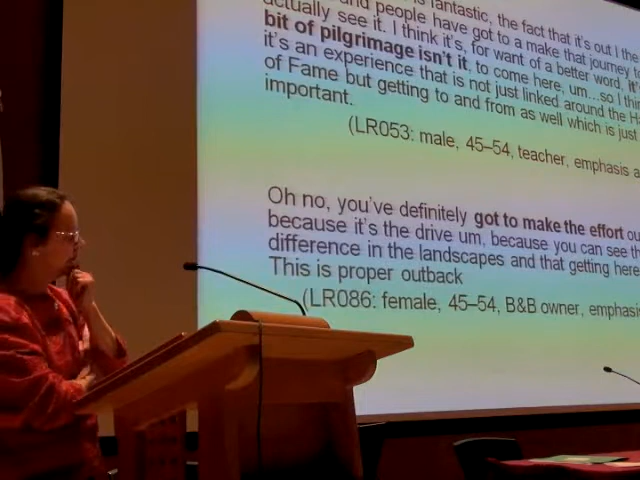 is fantastic, the fact that it's out I the
and people have got to a make that journey to
actually see it. I think it's, for want of a better word, it's
bit of pilgrimage isn't it, to come here, um...so I thi
it's an experience that is not just linked around the Ha
of Fame but getting to and from as well which is just
important.
(LR053: male, 45–54, teacher, emphasis a
Oh no, you've definitely got to make the effort ou
because it's the drive um, because you can see th
difference in the landscapes and that getting here
This is proper outback
(LR086: female, 45–54, B&B owner, emphasis